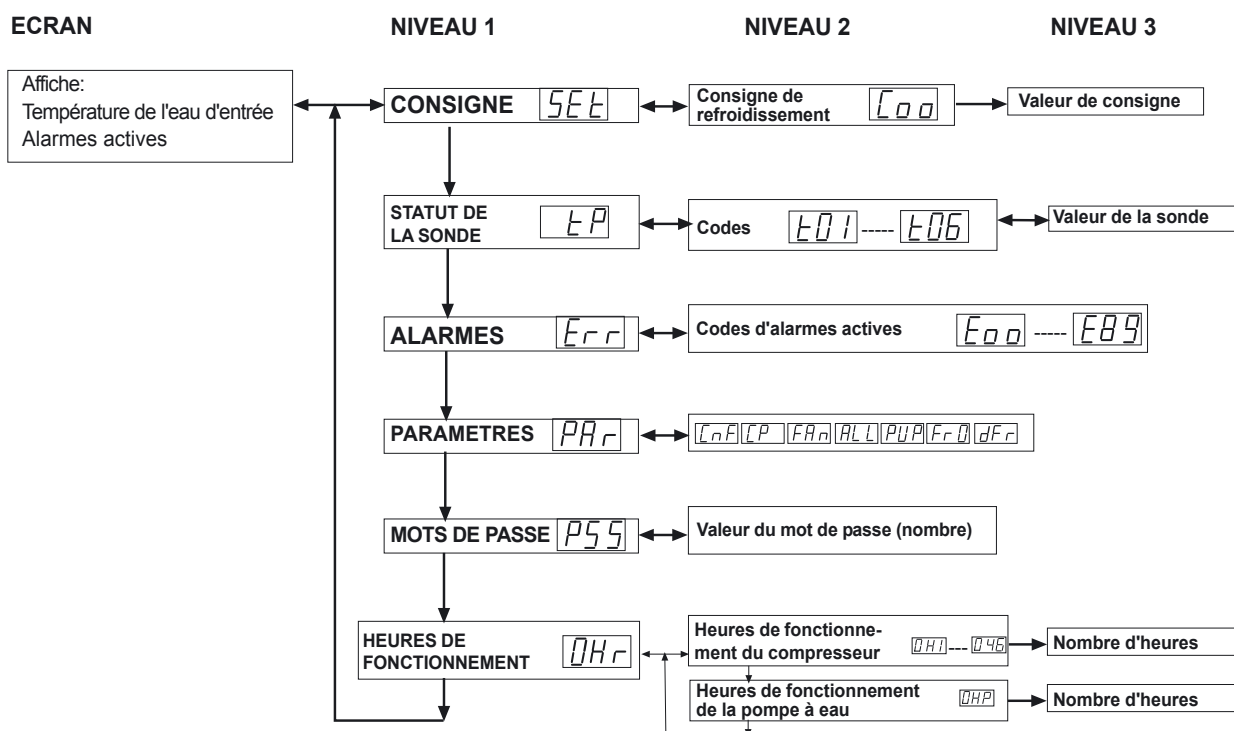 ECRAN NIVEAU 1 NIVEAU 2 NIVEAU 3
Affiche:
Température de l'eau d'entrée
Alarmes actives
CONSIGNE SEt
Consigne de
refroidissement Coo
Valeur de consigne
STATUT DE
LA SONDE tP
Codes t01 ----- t06
Valeur de la sonde
ALARMES Err
Codes d'alarmes actives Eoo ----- E89
PARAMETRES PAr
CnF CP FAn ALL PUP Fr0 dFr
MOTS DE PASSE PSS
Valeur du mot de passe (nombre)
HEURES DE
FONCTIONNEMENT OHr
Heures de fonctionne-
ment du compresseur OH1 --- O46
Nombre d'heures
Heures de fonctionnement
de la pompe à eau OHP
Nombre d'heures